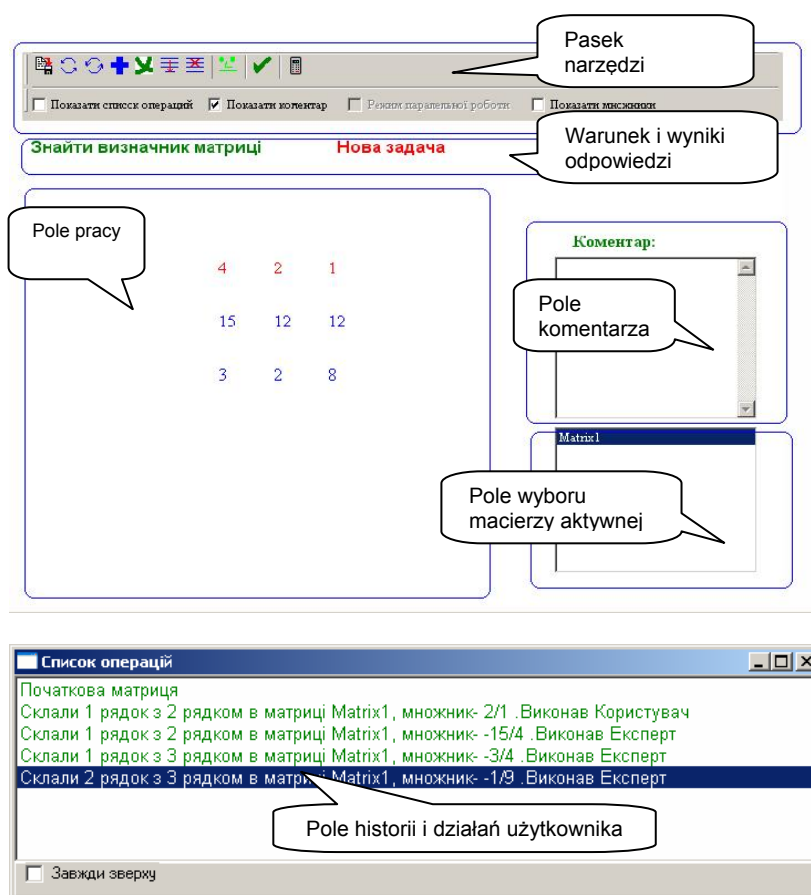 Pasek
narzędzi
Показати список операций Показати коментар Режим паралельної роботи Показати множники
Знайти визначник матриці Нова задача
Warunek i wyniki
odpowiedzi
Pole pracy
4 2 1
15 12 12
3 2 8
Коментар:
Pole
komentarza
Matrix1
Pole wyboru
macierzy aktywnej
Список операцій
Початкова матриця
Склали 1 рядок з 2 рядком в матриці Matrix1, множник- 2/1 .Виконав Користувач
Склали 1 рядок з 2 рядком в матриці Matrix1, множник- -15/4 .Виконав Експерт
Склали 1 рядок з 3 рядком в матриці Matrix1, множник- -3/4 .Виконав Експерт
Склали 2 рядок з 3 рядком в матриці Matrix1, множник- -1/9 .Виконав Експерт
Pole historii i działań użytkownika
Завжди зверху